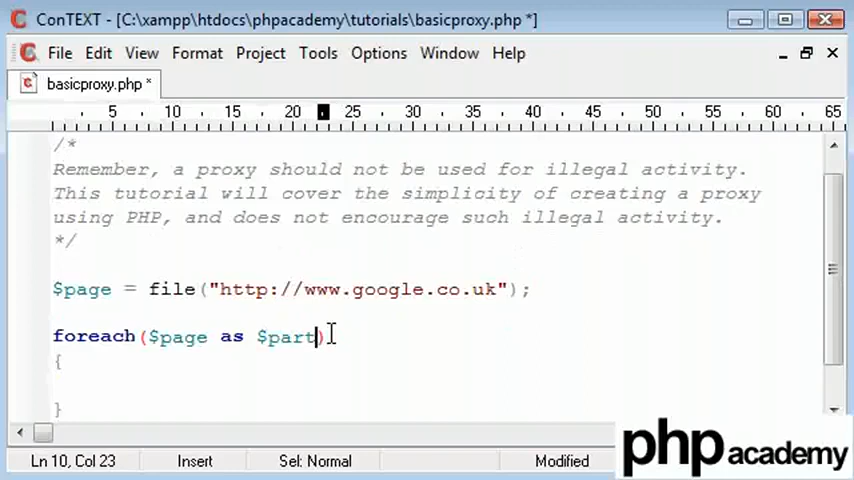 ConTEXT - [C:\xampp\htdocs\phpacademy\tutorials\basicproxy.php *]
File Edit View Format Project Tools Options Window Help
basicproxy.php *
5 10 15 20 25 30 35 40 45 50 55 60 65
/*
Remember, a proxy should not be used for illegal activity.
This tutorial will cover the simplicity of creating a proxy
using PHP, and does not encourage such illegal activity.
*/
$page = file("http://www.google.co.uk");
foreach($page as $part)
{
}
Ln 10, Col 23 Insert Sel: Normal Modified
php academy